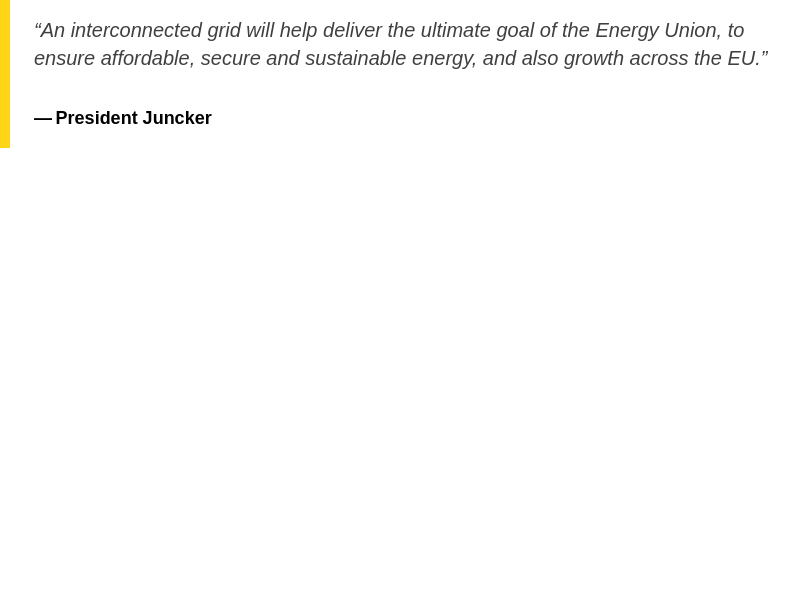 “An interconnected grid will help deliver the ultimate goal of the Energy Union, to
ensure affordable, secure and sustainable energy, and also growth across the EU.”
— President Juncker